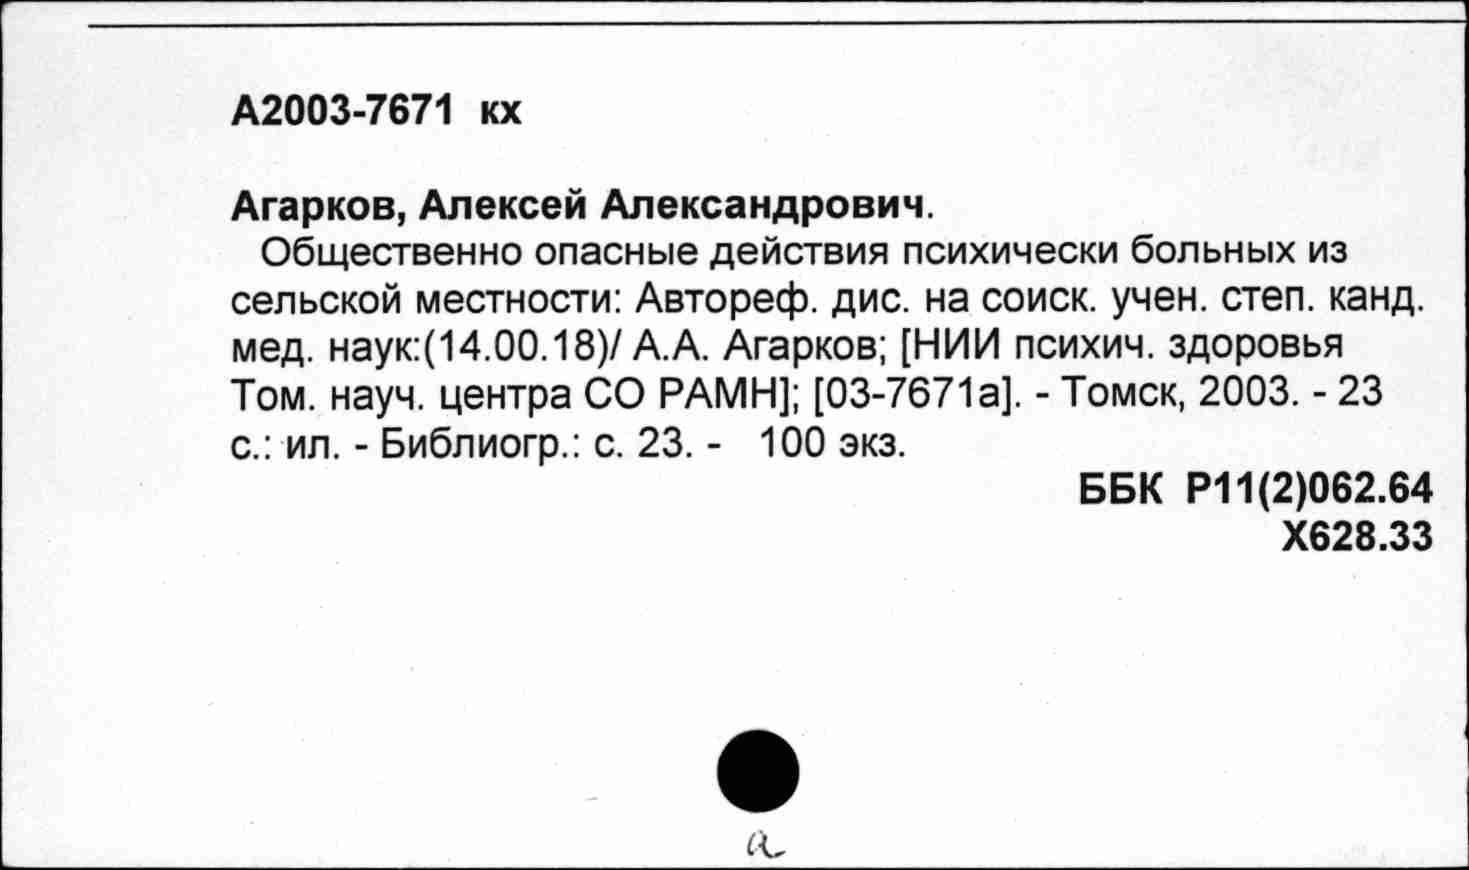 А2003-7671 кх
Агарков, Алексей Александрович.
Общественно опасные действия психически больных из
сельской местности: Автореф. дис. на соиск. учен. степ. канд.
мед. наук:(14.00.18)/ А.А. Агарков; [НИИ психич. здоровья
Том. науч. центра СО РАМН]; [03-7671а]. - Томск, 2003. - 23
с.: ил. - Библиогр.: с. 23. - 100 экз.
ББК Р11(2)062.64
Х628.33
а